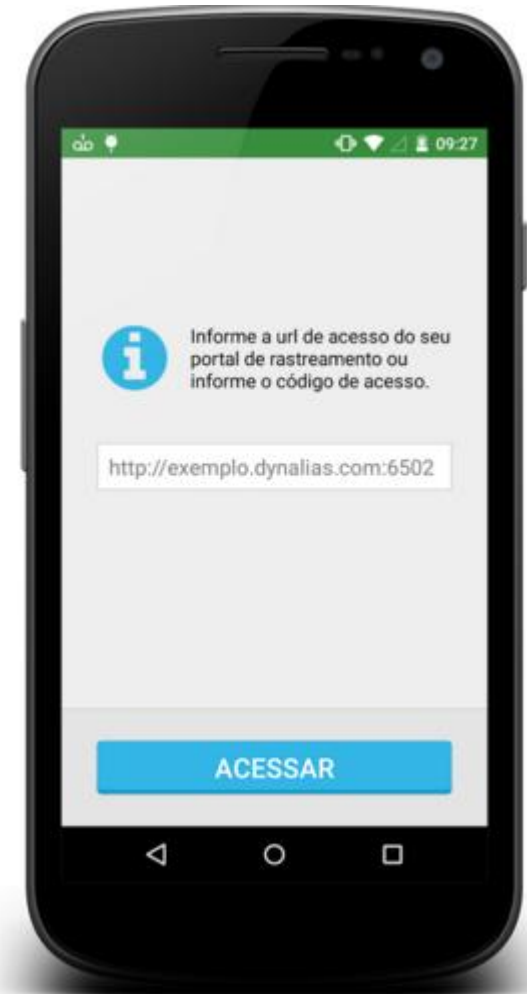 09:27
Informe a url de acesso do seu
portal de rastreamento ou
informe o código de acesso.
http://exemplo.dynalias.com:6502
ACESSAR